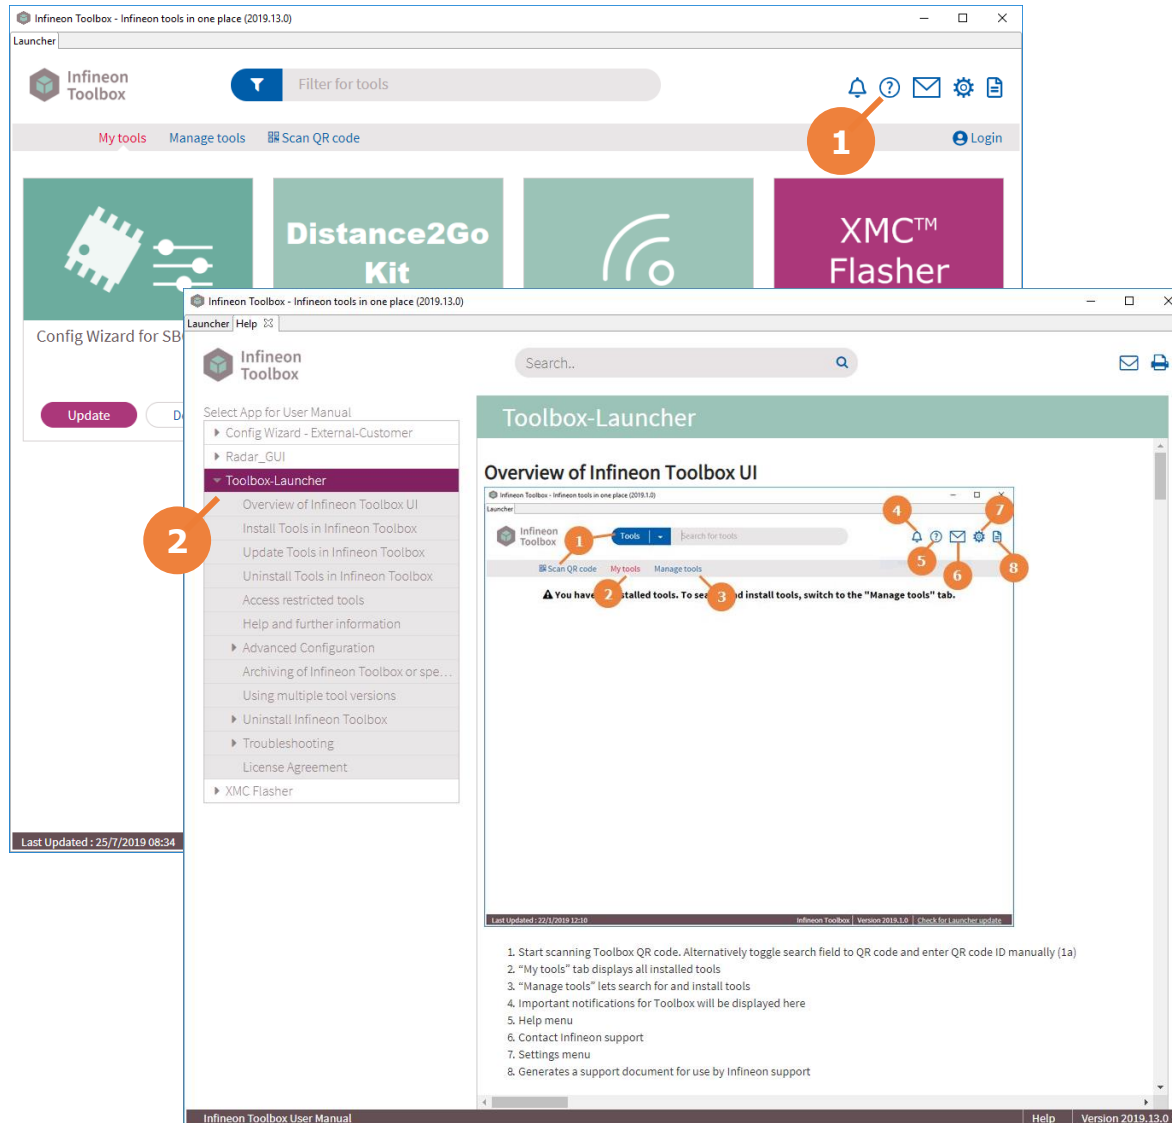 Infineon Toolbox - Infineon tools in one place (2019.13.0)
Launcher
Infineon
Toolbox
Filter for tools
1
My tools
Manage tools
Scan QR code
Login
Distance2Go
Kit
XMC™
Flasher
Config Wizard for
Update
Last Updated : 25/7/2019 08:34
Infineon Toolbox - Infineon tools in one place (2019.13.0)
Launcher
Help
Infineon
Toolbox
Search..
Select App for User Manual
Config Wizard - External-Customer
Radar_GUI
Toolbox-Launcher
2
Overview of Infineon Toolbox UI
Install Tools in Infineon Toolbox
Update Tools in Infineon Toolbox
Uninstall Tools in Infineon Toolbox
Access restricted tools
Help and further information
Advanced Configuration
Archiving of Infineon Toolbox or spe...
Using multiple tool versions
Uninstall Infineon Toolbox
Troubleshooting
License Agreement
XMC Flasher
Toolbox-Launcher
Overview of Infineon Toolbox UI
Infineon Toolbox - Infineon tools in one place (2019.1.0)
Launcher
Infineon
Toolbox
Tools
Search for tools
1
4
7
5
6
8
Scan QR code
My tools
Manage tools
2
3
You have installed tools. To and install tools, switch to the "Manage tools" tab.
Last Updated : 22/1/2019 12:10
Infineon Toolbox
Version 2019.1.0
Check for Launcher update
1. Start scanning Toolbox QR code. Alternatively toggle search field to QR code and enter QR code ID manually (1a)
2. “My tools” tab displays all installed tools
3. “Manage tools” lets search for and install tools
4. Important notifications for Toolbox will be displayed here
5. Help menu
6. Contact Infineon support
7. Settings menu
8. Generates a support document for use by Infineon support
Infineon Toolbox User Manual
Help
Version 2019.13.0